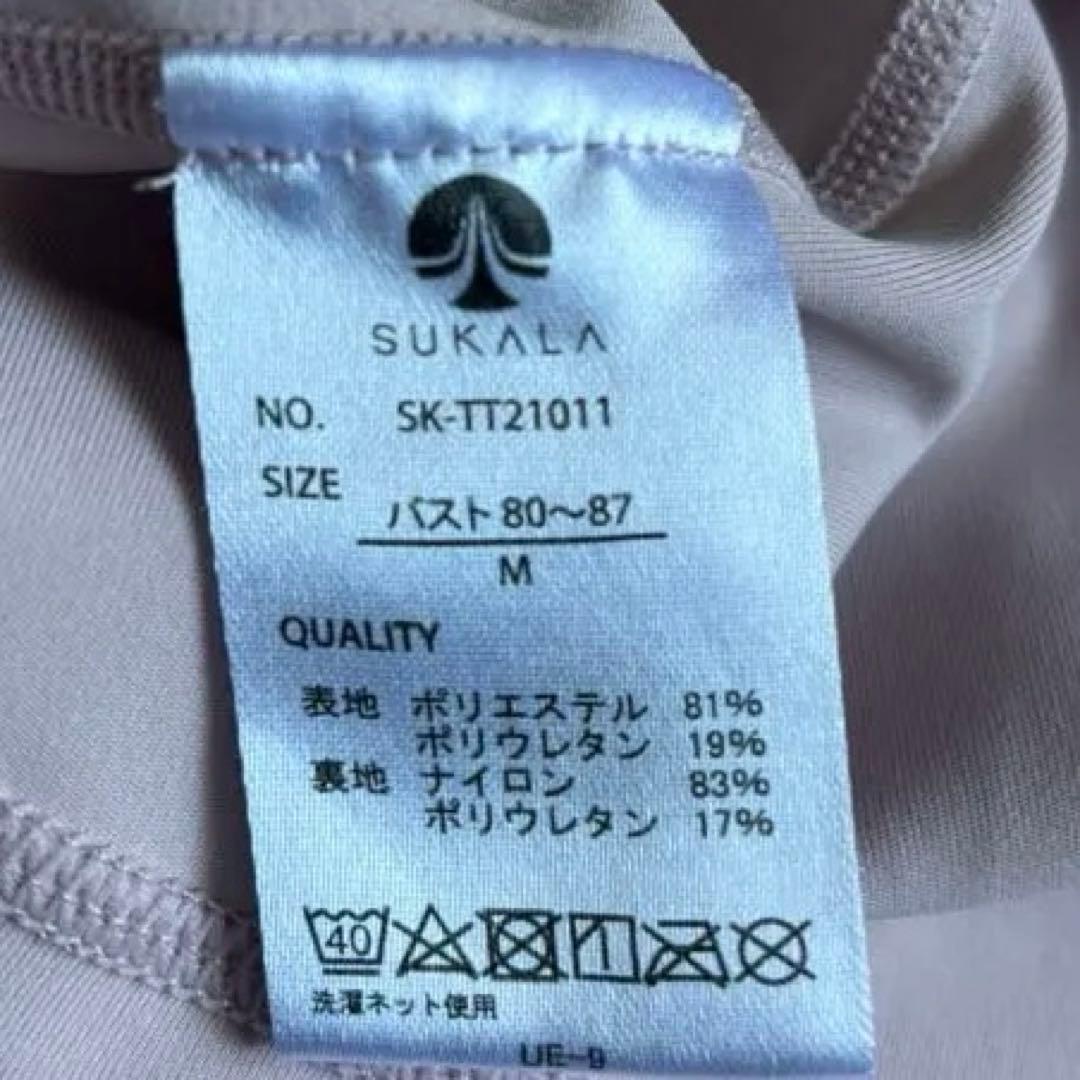 SUKALA
NO. SK-TT21011
SIZE
バスト80～87
M
QUALITY
表地 ポリエステル 81%
ポリウレタン 19%
裏地 ナイロン 83%
ポリウレタン 17%
40
洗濯ネット使用
UE-9